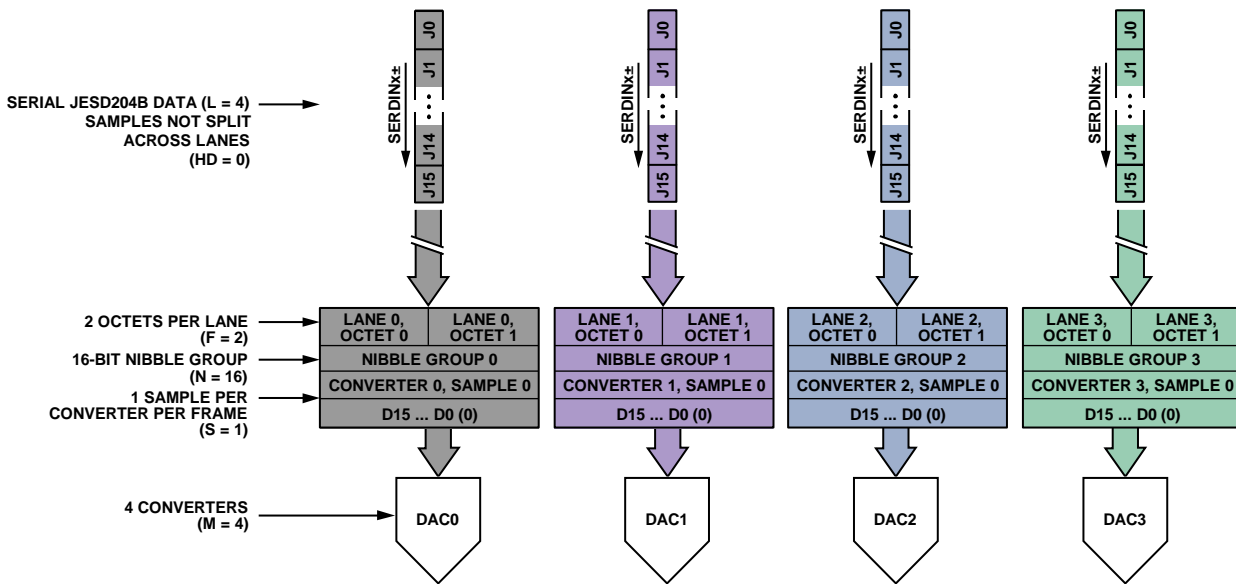 J0
J1
J14
J15
SERDINx±
J0
J1
J14
J15
SERDINx±
J0
J1
J14
J15
SERDINx±
J0
J1
J14
J15
SERDINx±
SERIAL JESD204B DATA (L = 4)
SAMPLES NOT SPLIT
ACROSS LANES
(HD = 0)
2 OCTETS PER LANE
(F = 2)
16-BIT NIBBLE GROUP
(N = 16)
1 SAMPLE PER
CONVERTER PER FRAME
(S = 1)
4 CONVERTERS
(M = 4)
LANE 0,
OCTET 0
LANE 0,
OCTET 1
NIBBLE GROUP 0
CONVERTER 0, SAMPLE 0
D15 ... D0 (0)
DAC0
LANE 1,
OCTET 0
LANE 1,
OCTET 1
NIBBLE GROUP 1
CONVERTER 1, SAMPLE 0
D15 ... D0 (0)
DAC1
LANE 2,
OCTET 0
LANE 2,
OCTET 1
NIBBLE GROUP 2
CONVERTER 2, SAMPLE 0
D15 ... D0 (0)
DAC2
LANE 3,
OCTET 0
LANE 3,
OCTET 1
NIBBLE GROUP 3
CONVERTER 3, SAMPLE 0
D15 ... D0 (0)
DAC3